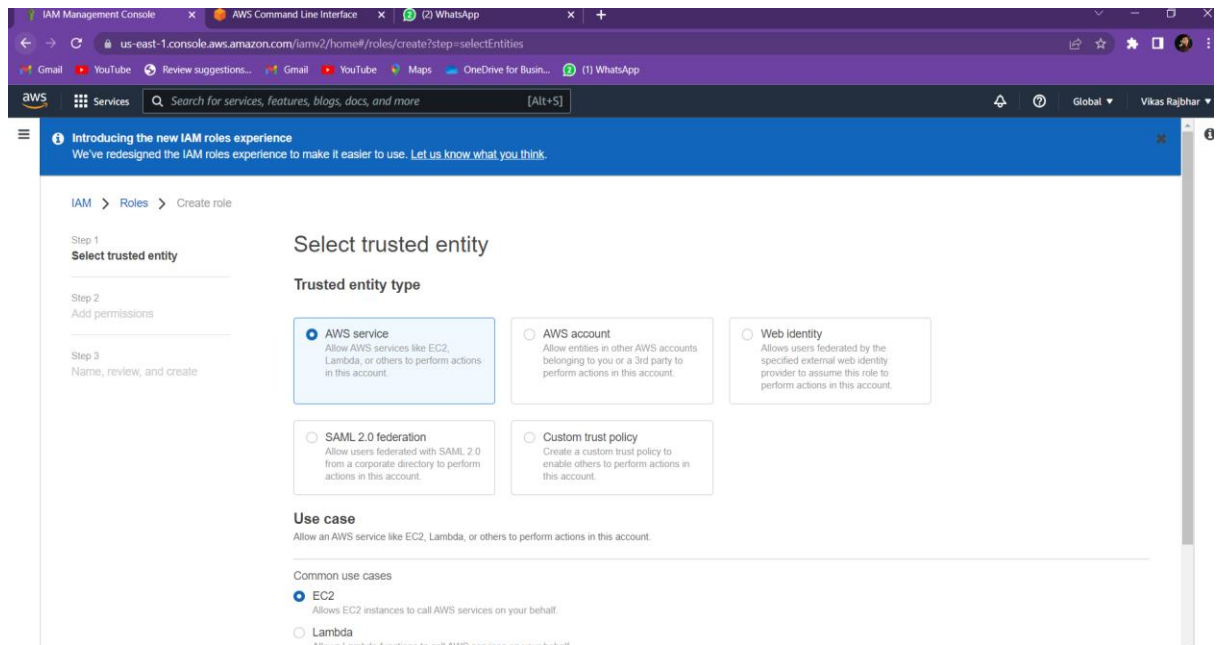 IAM Management Console
AWS Command Line Interface
(2) WhatsApp
us-east-1.console.aws.amazon.com/iamv2/home#/roles/create?step=selectEntities
Gmail YouTube Review suggestions... Gmail YouTube Maps OneDrive for Busin... (1) WhatsApp
aws Services Search for services, features, blogs, docs, and more [Alt+S] Global Vikas Rajbhar
Introducing the new IAM roles experience
We've redesigned the IAM roles experience to make it easier to use. Let us know what you think.
IAM > Roles > Create role
Step 1
Select trusted entity
Step 2
Add permissions
Step 3
Name, review, and create
Select trusted entity
Trusted entity type
AWS service
Allow AWS services like EC2,
Lambda, or others to perform actions
in this account.
AWS account
Allow entities in other AWS accounts
belonging to you or a 3rd party to
perform actions in this account.
Web identity
Allows users federated by the
specified external web identity
provider to assume this role to
perform actions in this account.
SAML 2.0 federation
Allow users federated with SAML 2.0
from a corporate directory to perform
actions in this account.
Custom trust policy
Create a custom trust policy to
enable others to perform actions in
this account.
Use case
Allow an AWS service like EC2, Lambda, or others to perform actions in this account.
Common use cases
EC2
Allows EC2 instances to call AWS services on your behalf.
Lambda